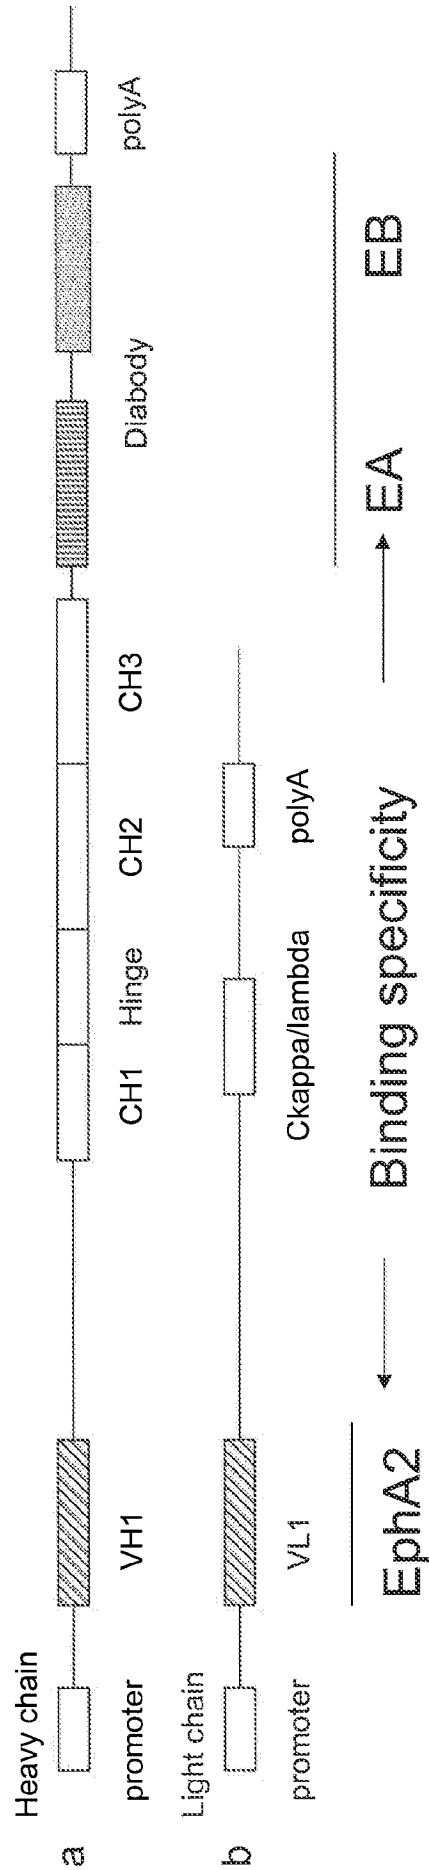 Heavy chain
a
promoter VH1 CH1 Hinge CH2 CH3 Diabody polyA
Light chain
b
promoter VL1 Ckappa/lambda polyA
EphA2 Binding specificity EA EB